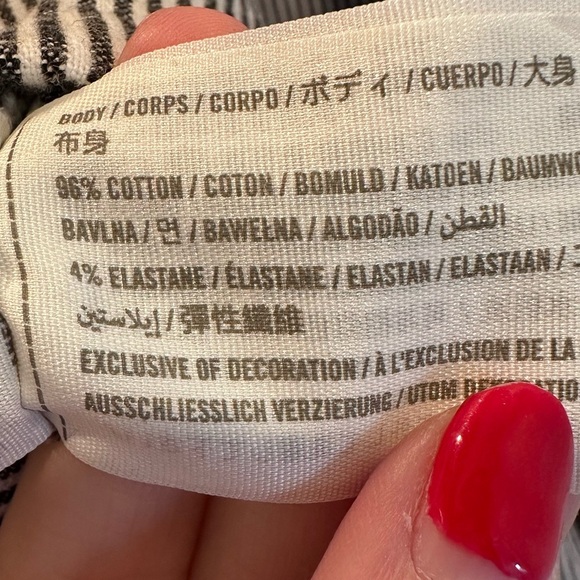 BODY / CORPS / CORPO / ボディ / CUERPO / 大身
布身
96% COTTON / COTON / BOMULD / KATOEN / BAUMWO
BAVLNA / 면 / BAWEŁNA / ALGODÃO / القطن
4% ELASTANE / ÉLASTANE / ELASTAN / ELASTAAN /
إيلاستين / 彈性纖維
EXCLUSIVE OF DECORATION / À L'EXCLUSION DE LA
AUSSCHLIESSLICH VERZIERUNG / UTOM